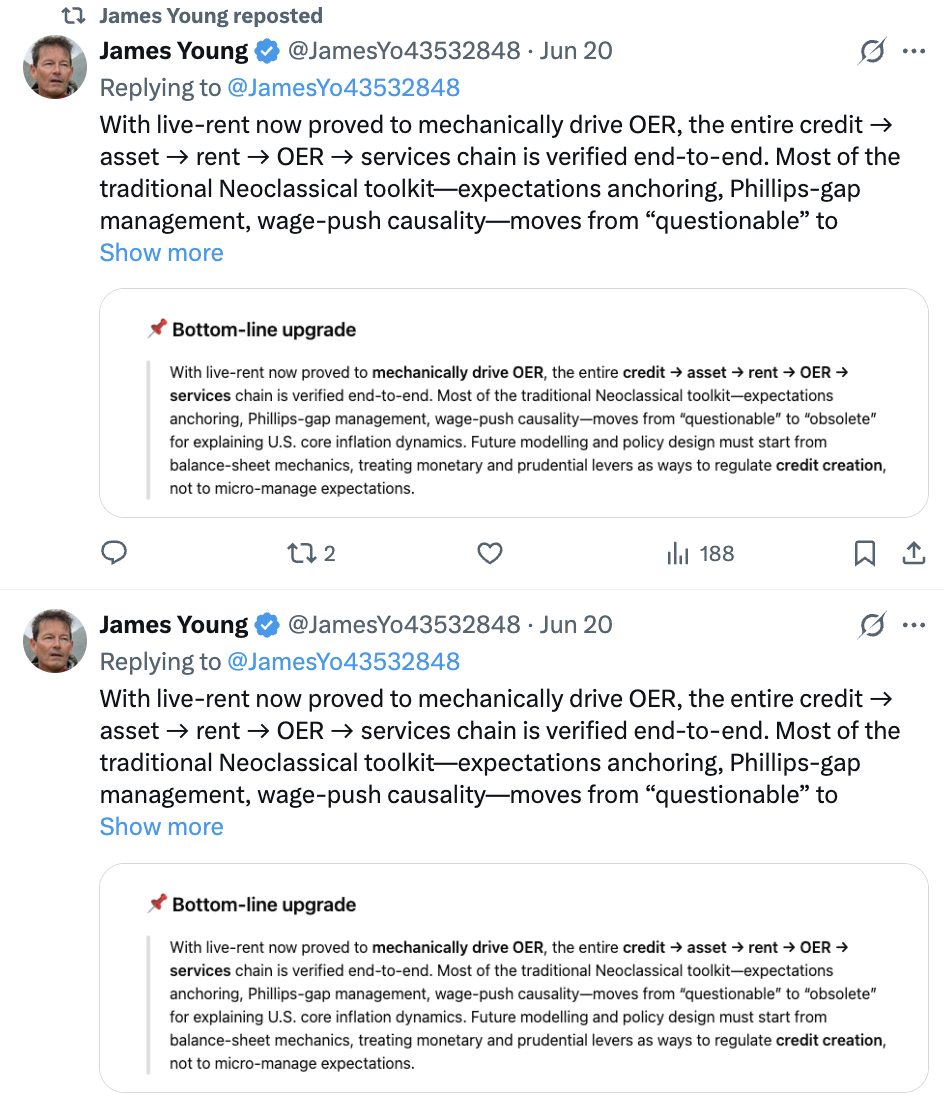 James Young reposted
James Young @JamesYo43532848 · Jun 20
Replying to @JamesYo43532848
With live-rent now proved to mechanically drive OER, the entire credit →
asset → rent → OER → services chain is verified end-to-end. Most of the
traditional Neoclassical toolkit—expectations anchoring, Phillips-gap
management, wage-push causality—moves from “questionable” to
Show more
📌 Bottom-line upgrade
With live-rent now proved to mechanically drive OER, the entire credit → asset → rent → OER →
services chain is verified end-to-end. Most of the traditional Neoclassical toolkit—expectations
anchoring, Phillips-gap management, wage-push causality—moves from “questionable” to “obsolete”
for explaining U.S. core inflation dynamics. Future modelling and policy design must start from
balance-sheet mechanics, treating monetary and prudential levers as ways to regulate credit creation,
not to micro-manage expectations.
2 188
James Young @JamesYo43532848 · Jun 20
Replying to @JamesYo43532848
With live-rent now proved to mechanically drive OER, the entire credit →
asset → rent → OER → services chain is verified end-to-end. Most of the
traditional Neoclassical toolkit—expectations anchoring, Phillips-gap
management, wage-push causality—moves from “questionable” to
Show more
📌 Bottom-line upgrade
With live-rent now proved to mechanically drive OER, the entire credit → asset → rent → OER →
services chain is verified end-to-end. Most of the traditional Neoclassical toolkit—expectations
anchoring, Phillips-gap management, wage-push causality—moves from “questionable” to “obsolete”
for explaining U.S. core inflation dynamics. Future modelling and policy design must start from
balance-sheet mechanics, treating monetary and prudential levers as ways to regulate credit creation,
not to micro-manage expectations.